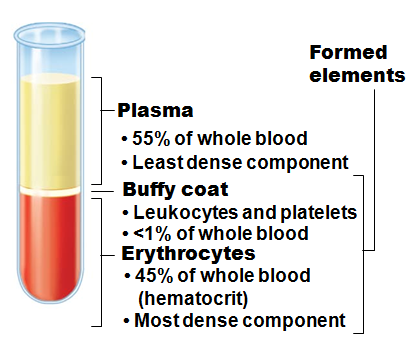 Formed
elements
Plasma
• 55% of whole blood
• Least dense component
Buffy coat
• Leukocytes and platelets
• <1% of whole blood
Erythrocytes
• 45% of whole blood
(hematocrit)
• Most dense component